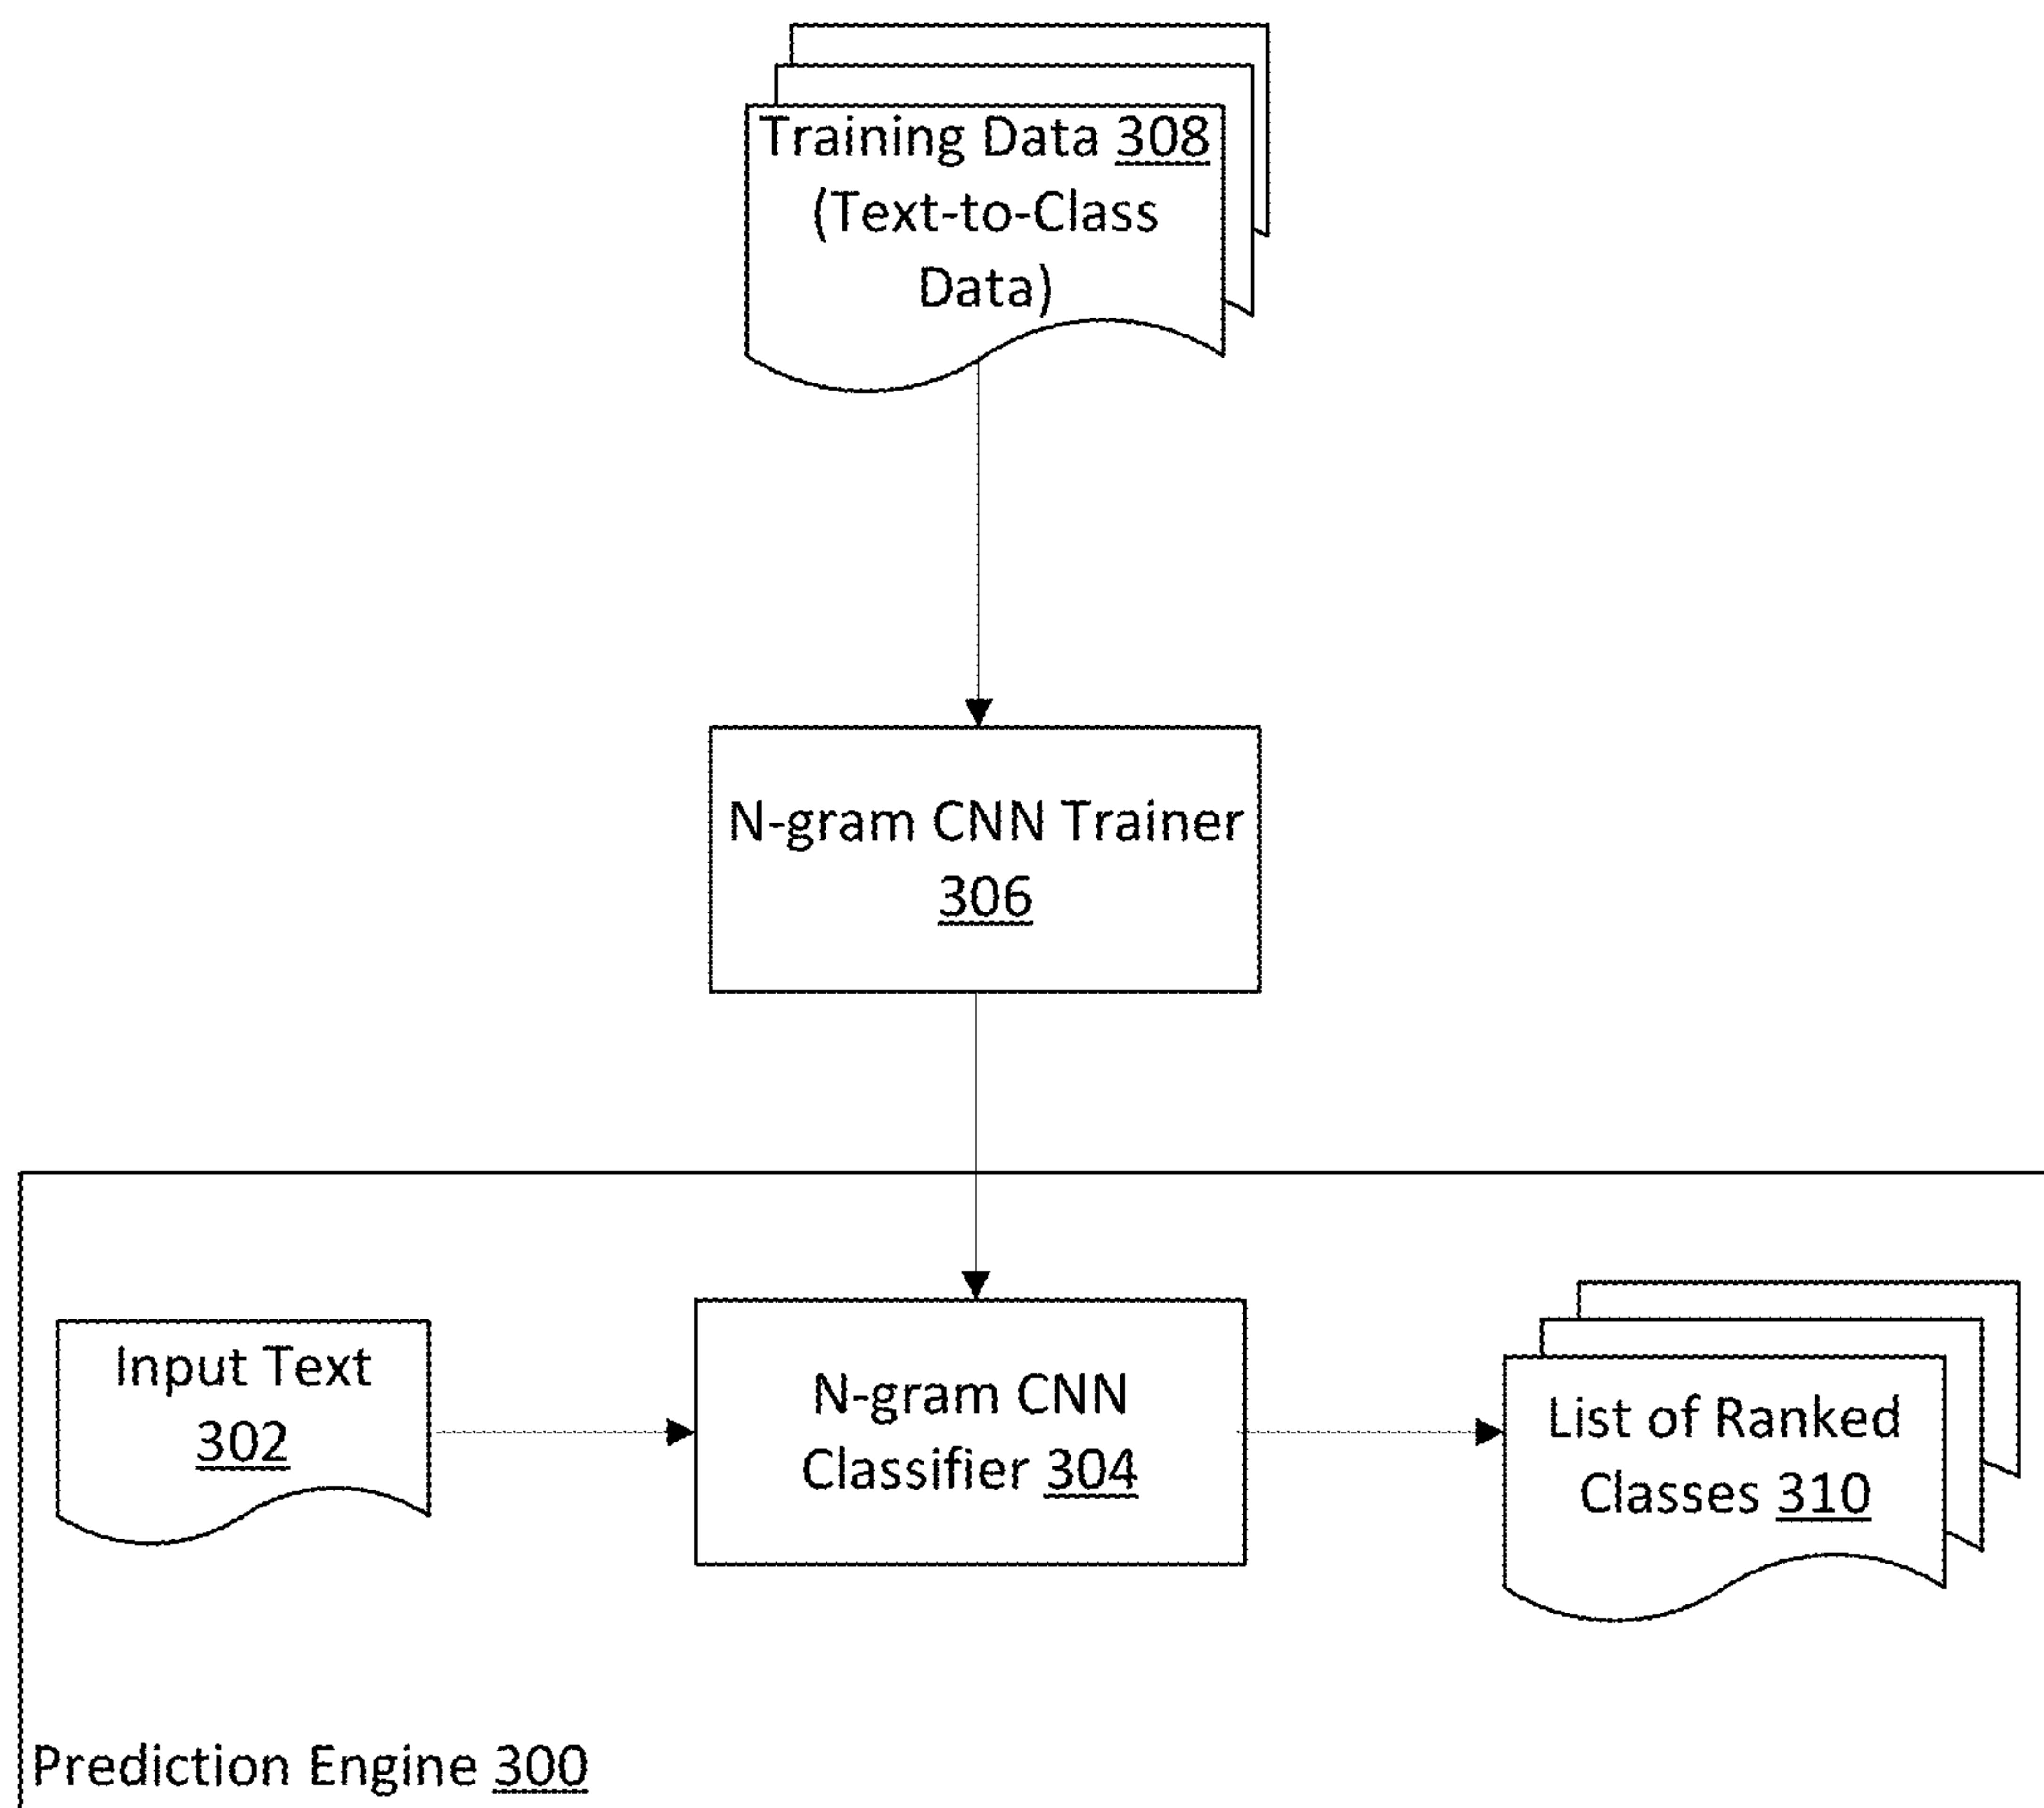 Training Data 308
(Text-to-Class
Data)
N-gram CNN Trainer
306
Input Text
302
N-gram CNN
Classifier 304
List of Ranked
Classes 310
Prediction Engine 300